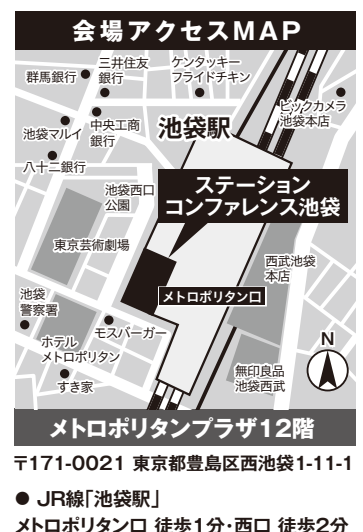 会場アクセスMAP
三井住友
銀行
ケンタッキー
フライドチキン
群馬銀行
ビックカメラ
池袋本店
池袋マルイ
中央工商
銀行
池袋駅
八十二銀行
池袋西口
公園
ステーション
コンファレンス池袋
東京芸術劇場
西武池袋
本店
メトロポリタン口
池袋
警察署
モスバーガー
ホテル
メトロポリタン
N
無印良品
池袋西武
すき家
メトロポリタンプラザ12階
〒171-0021 東京都豊島区西池袋1-11-1
● JR線「池袋駅」
メトロポリタン口 徒歩1分・西口 徒歩2分